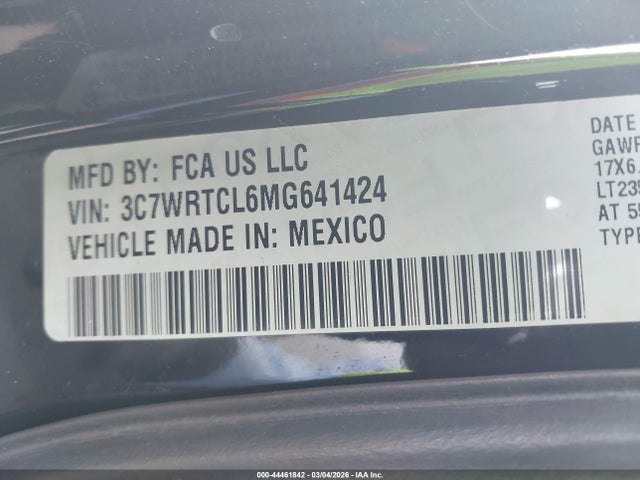 MFD BY: FCA US LLC
VIN: 3C7WRTCL6MG641424
VEHICLE MADE IN: MEXICO
DATE
GAWR
17X6.
LT235
AT 55
TYPE
000-44461842 - 03/04/2026 - IAA Inc.